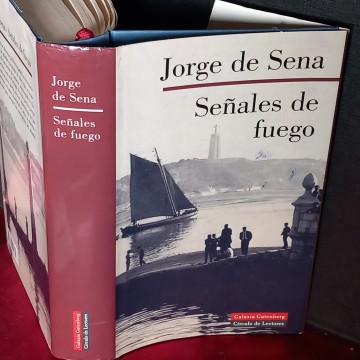 Jorge
de Sena
Señales
de fuego
Galaxia
Gutenberg
Círculo
de Lectores
Jorge de Sena
Señales de
fuego
Galaxia Gutenberg
Círculo de Lectores